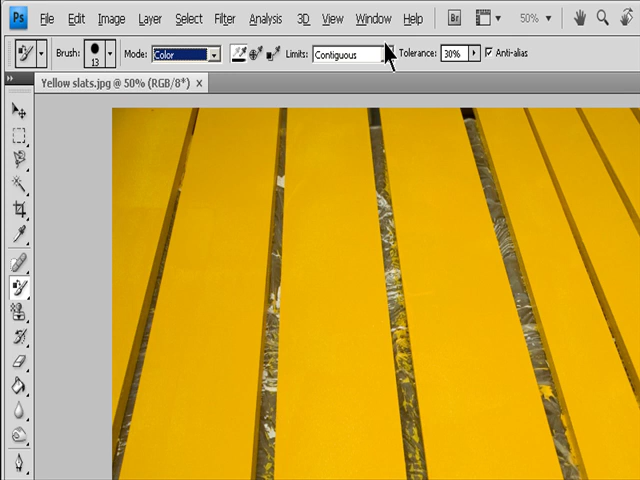 Ps File Edit Image Layer Select Filter Analysis 3D View Window Help Br 50%
Brush: 13 Mode: Color Limits: Contiguous Tolerance: 30% Anti-alias
Yellow slats.jpg @ 50% (RGB/8*) x